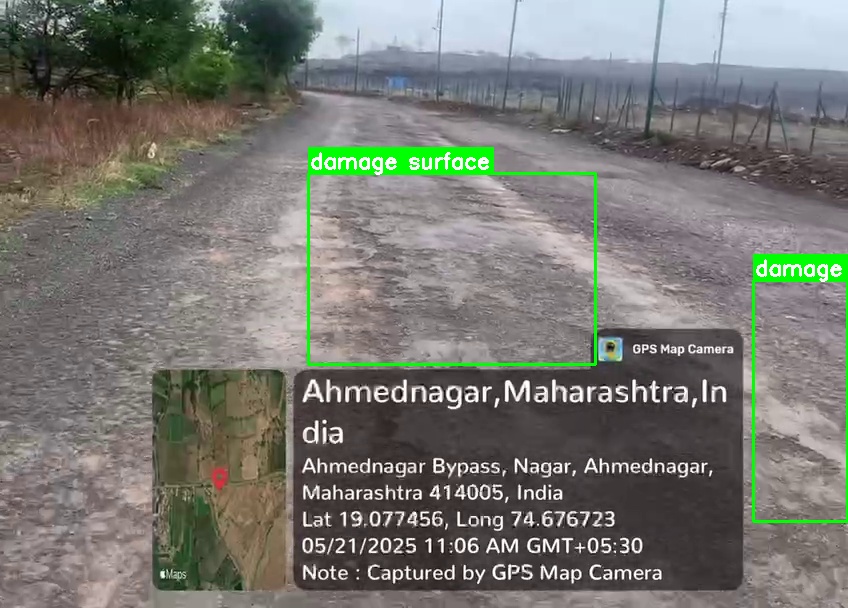 damage surface
damage
GPS Map Camera
Ahmednagar,Maharashtra,In
dia
Ahmednagar Bypass, Nagar, Ahmednagar,
Maharashtra 414005, India
Lat 19.077456, Long 74.676723
05/21/2025 11:06 AM GMT+05:30
Note : Captured by GPS Map Camera
Maps